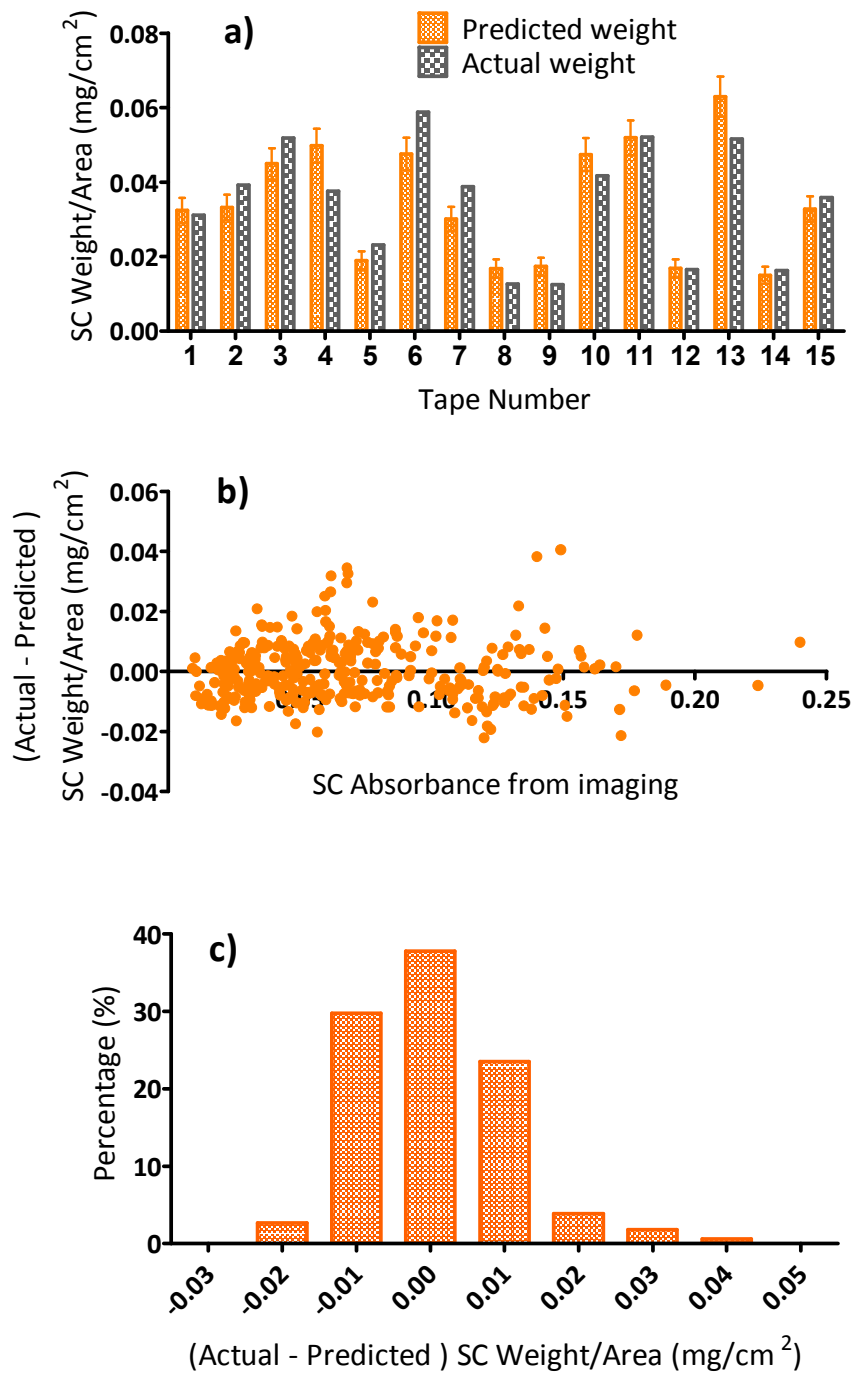 a)
Predicted weight
Actual weight
SC Weight/Area (mg/cm²)
0.08
0.06
0.04
0.02
0.00
1 2 3 4 5 6 7 8 9 10 11 12 13 14 15
Tape Number
b)
(Actual - Predicted )
SC Weight/Area (mg/cm²)
0.06
0.04
0.02
0.00
-0.02
-0.04
0.05 0.10 0.15 0.20 0.25
SC Absorbance from imaging
c)
Percentage (%)
40
30
20
10
0
-0.03 -0.02 -0.01 0.00 0.01 0.02 0.03 0.04 0.05
(Actual - Predicted ) SC Weight/Area (mg/cm²)